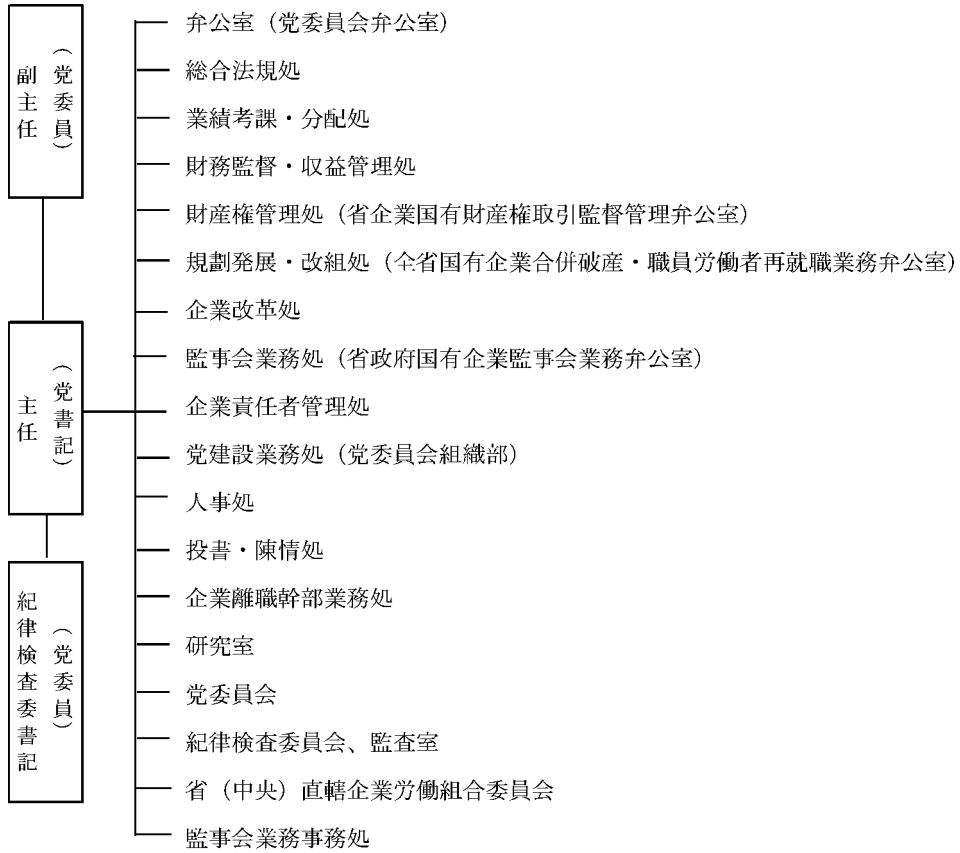 副主任
（党委員）
主任
（党書記）
紀律検査委書記
（党委員）
弁公室（党委員会弁公室）
総合法規処
業績考課・分配処
財務監督・収益管理処
財産権管理処（省企業国有財産権取引監督管理弁公室）
規劃発展・改組処（全省国有企業合併破産・職員労働者再就職業務弁公室）
企業改革処
監事会業務処（省政府国有企業監事会業務弁公室）
企業責任者管理処
党建設業務処（党委員会組織部）
人事処
投書・陳情処
企業離職幹部業務処
研究室
党委員会
紀律検査委員会、監査室
省（中央）直轄企業労働組合委員会
監事会業務事務処